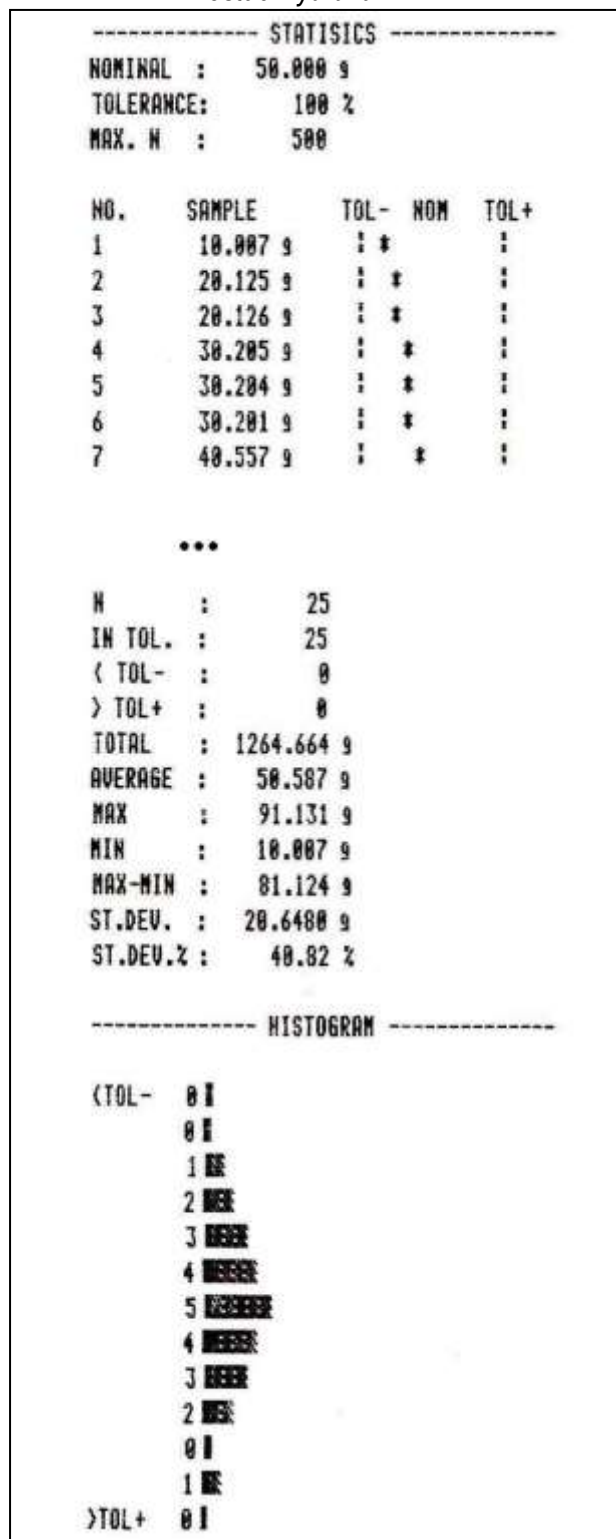 -------------- STATISICS --------------
NOMINAL : 50.000 g
TOLERANCE: 100 %
MAX. N : 500
NO. SAMPLE TOL- NOM TOL+
1 10.007 g ¦ * ¦
2 20.125 g ¦ * ¦
3 20.126 g ¦ * ¦
4 30.205 g ¦ * ¦
5 30.204 g ¦ * ¦
6 30.201 g ¦ * ¦
7 40.557 g ¦ * ¦
...
N : 25
IN TOL. : 25
< TOL- : 0
> TOL+ : 0
TOTAL : 1264.664 g
AVERAGE : 50.587 g
MAX : 91.131 g
MIN : 10.007 g
MAX-MIN : 81.124 g
ST.DEV. : 20.6480 g
ST.DEV.% : 40.82 %
-------------- HISTOGRAM --------------
<TOL- 0
0
1
2
3
4
5
4
3
2
0
1
>TOL+ 0